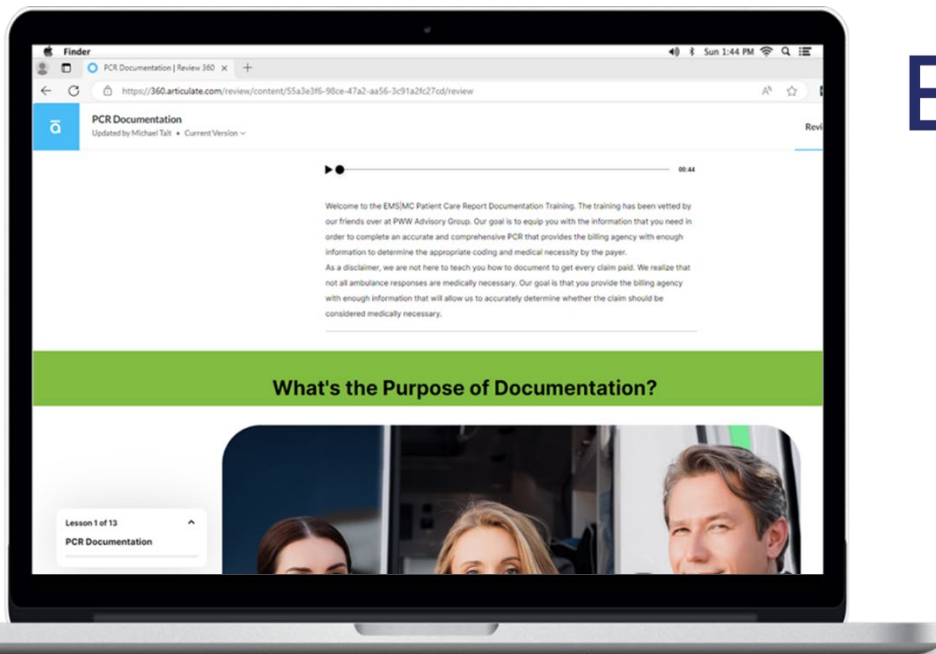 Finder
Sun 1:44 PM
PCR Documentation | Review 360
https://360.articulate.com/review/content/55a3e3f6-98ce-47a2-aa56-3c91a2fc27cd/review
ā
PCR Documentation
Updated by Michael Tait • Current Version
Revi
00:44
Welcome to the EMS|MC Patient Care Report Documentation Training. The training has been vetted by
our friends over at PWW Advisory Group. Our goal is to equip you with the information that you need in
order to complete an accurate and comprehensive PCR that provides the billing agency with enough
information to determine the appropriate coding and medical necessity by the payer.
As a disclaimer, we are not here to teach you how to document to get every claim paid. We realize that
not all ambulance responses are medically necessary. Our goal is that you provide the billing agency
with enough information that will allow us to accurately determine whether the claim should be
considered medically necessary.
What's the Purpose of Documentation?
Lesson 1 of 13
PCR Documentation
E